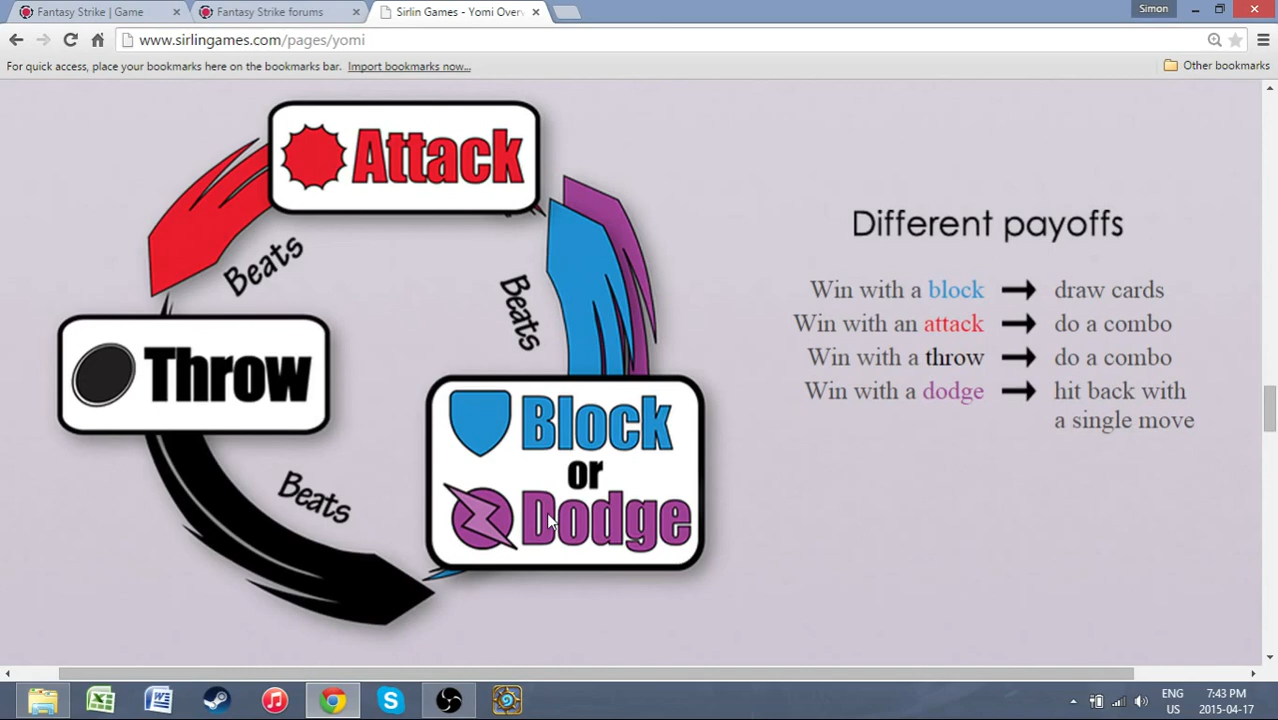 Fantasy Strike | Game
Fantasy Strike forums
Sirlin Games - Yomi Over
Simon
www.sirlingames.com/pages/yomi
For quick access, place your bookmarks here on the bookmarks bar. Import bookmarks now...
Other bookmarks
Attack
Beats
Beats
Throw
Block
or
Dodge
Beats
Different payoffs
Win with a block → draw cards
Win with an attack → do a combo
Win with a throw → do a combo
Win with a dodge → hit back with
a single move
ENG
US
7:43 PM
2015-04-17